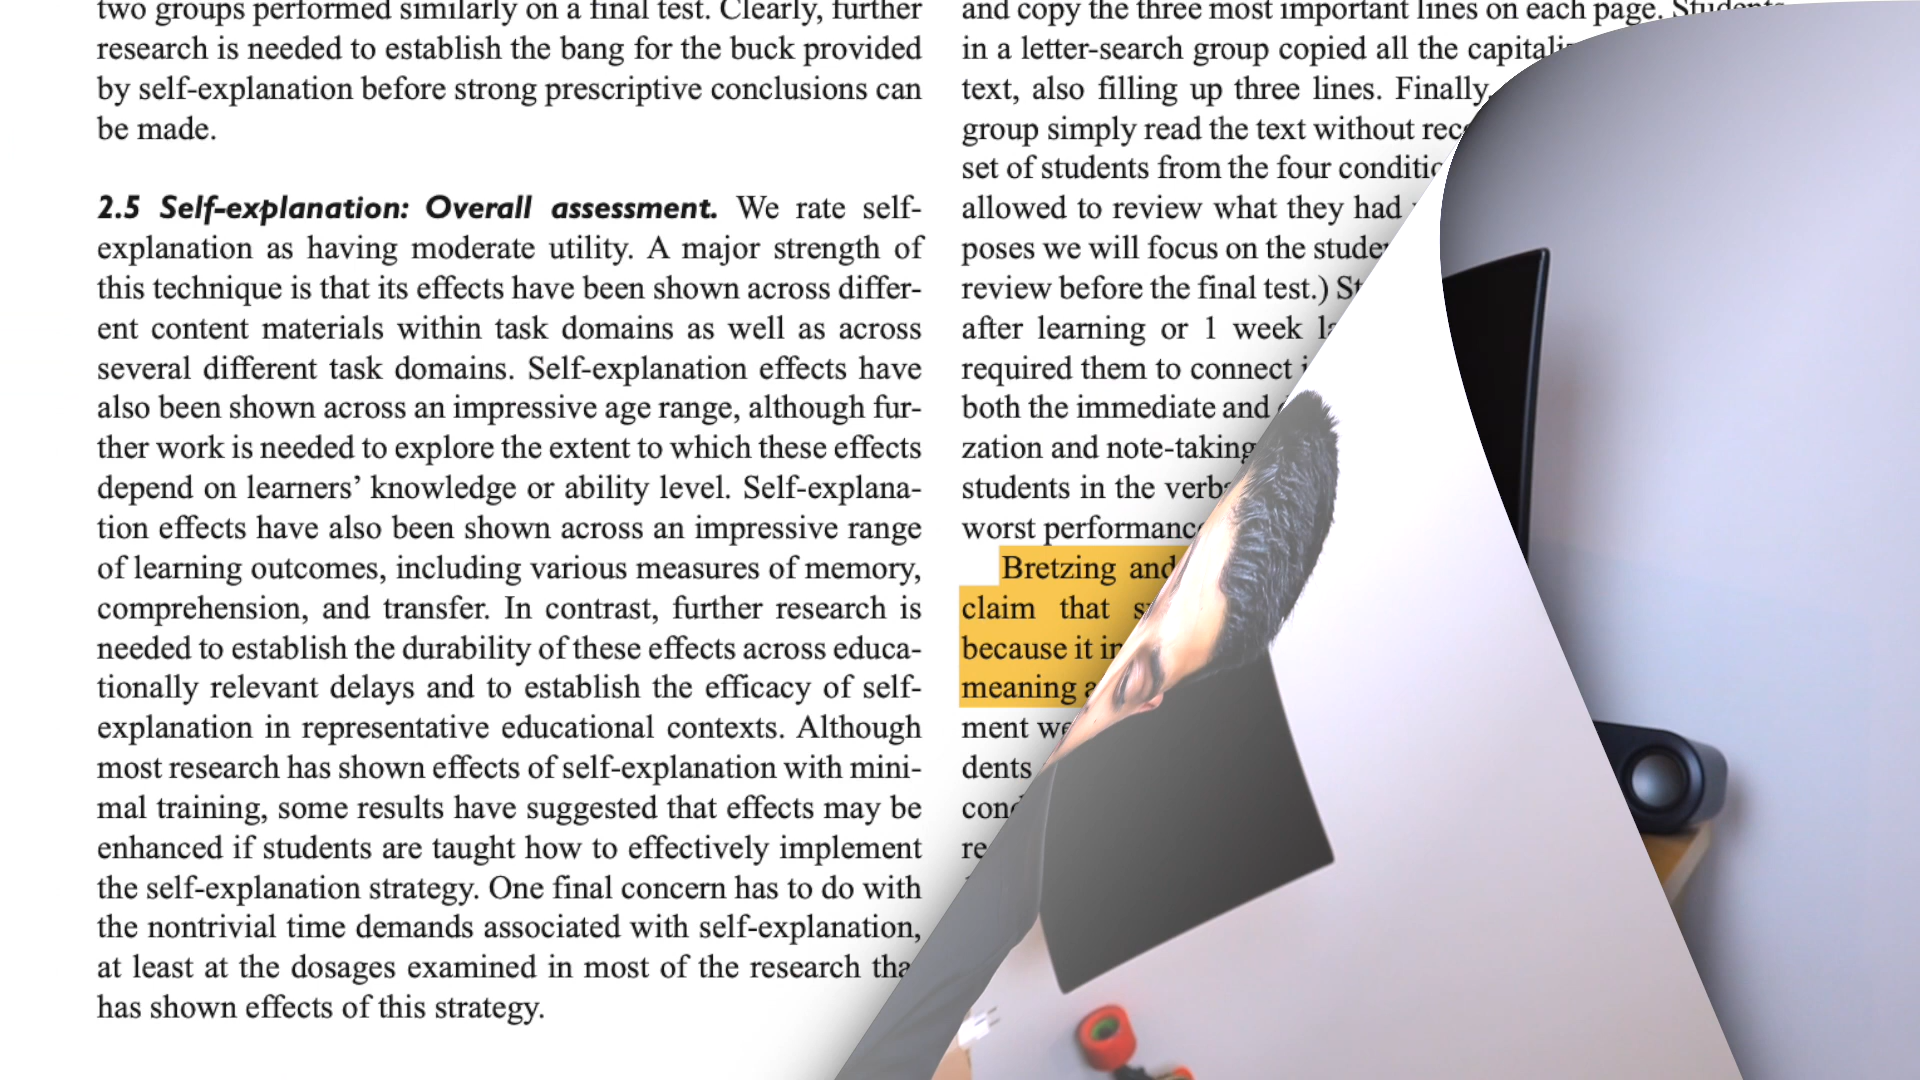 two groups performed similarly on a final test. Clearly, further
research is needed to establish the bang for the buck provided
by self-explanation before strong prescriptive conclusions can
be made.
2.5 Self-explanation: Overall assessment. We rate self-
explanation as having moderate utility. A major strength of
this technique is that its effects have been shown across differ-
ent content materials within task domains as well as across
several different task domains. Self-explanation effects have
also been shown across an impressive age range, although fur-
ther work is needed to explore the extent to which these effects
depend on learners’ knowledge or ability level. Self-explana-
tion effects have also been shown across an impressive range
of learning outcomes, including various measures of memory,
comprehension, and transfer. In contrast, further research is
needed to establish the durability of these effects across educa-
tionally relevant delays and to establish the efficacy of self-
explanation in representative educational contexts. Although
most research has shown effects of self-explanation with mini-
mal training, some results have suggested that effects may be
enhanced if students are taught how to effectively implement
the self-explanation strategy. One final concern has to do with
the nontrivial time demands associated with self-explanation,
at least at the dosages examined in most of the research tha
has shown effects of this strategy.
and copy the three most important lines on each page. Students
in a letter-search group copied all the capitali
text, also filling up three lines. Finally,
group simply read the text without rec
set of students from the four conditio
allowed to review what they had
poses we will focus on the stude
review before the final test.) St
after learning or 1 week la
required them to connect i
both the immediate and
zation and note-taking
students in the verb
worst performance
Bretzing and
claim that s
because it in
meaning a
ment we
dents
con
re